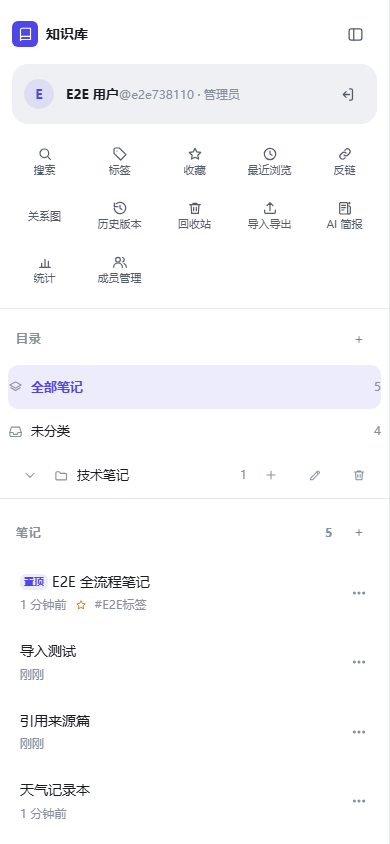 知识库
E
E2E 用户@e2e738110 · 管理员
搜索 标签 收藏 最近浏览 反链
关系图 历史版本 回收站 导入导出 AI 简报
统计 成员管理
目录 +
全部笔记 5
未分类 4
技术笔记 1
笔记 5 +
置顶 E2E 全流程笔记
1 分钟前 #E2E标签
导入测试
刚刚
引用来源篇
刚刚
天气记录本
1 分钟前